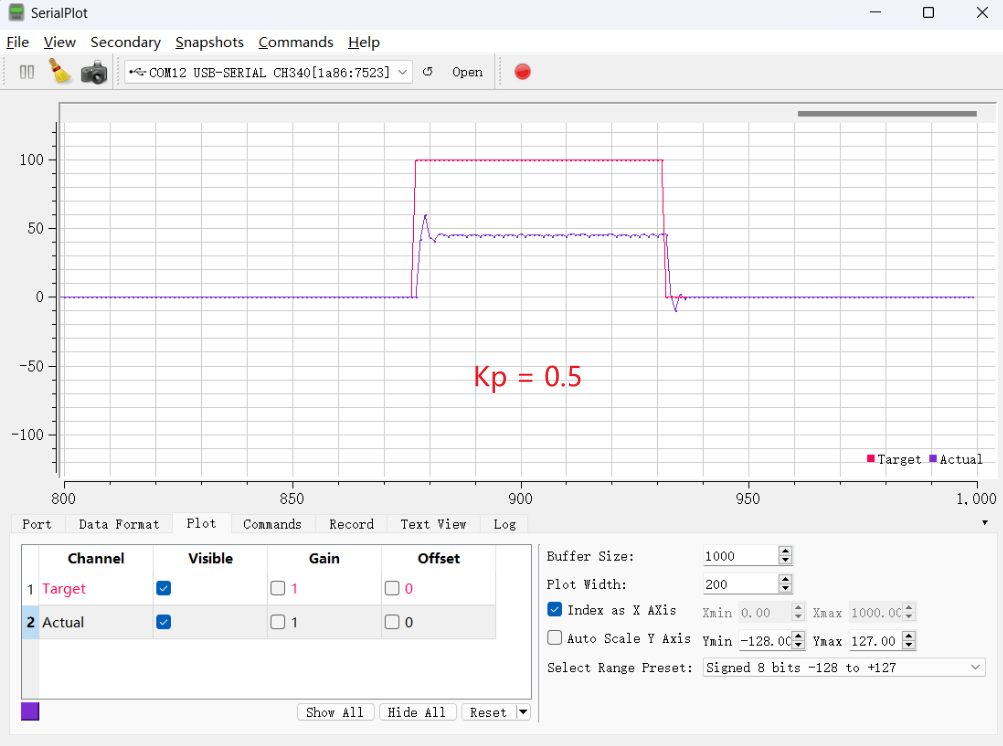 SerialPlot
File View Secondary Snapshots Commands Help
COM12 USB-SERIAL CH340[1a86:7523] Open
100
50
0
-50
-100
Kp = 0.5
Target Actual
800 850 900 950 1,000
Port Data Format Plot Commands Record Text View Log
Channel Visible Gain Offset
1 Target 1 0
2 Actual 1 0
Show All Hide All Reset
Buffer Size: 1000
Plot Width: 200
Index as X AXis Xmin 0.00 Xmax 1000.00
Auto Scale Y Axis Ymin -128.00 Ymax 127.00
Select Range Preset: Signed 8 bits -128 to +127